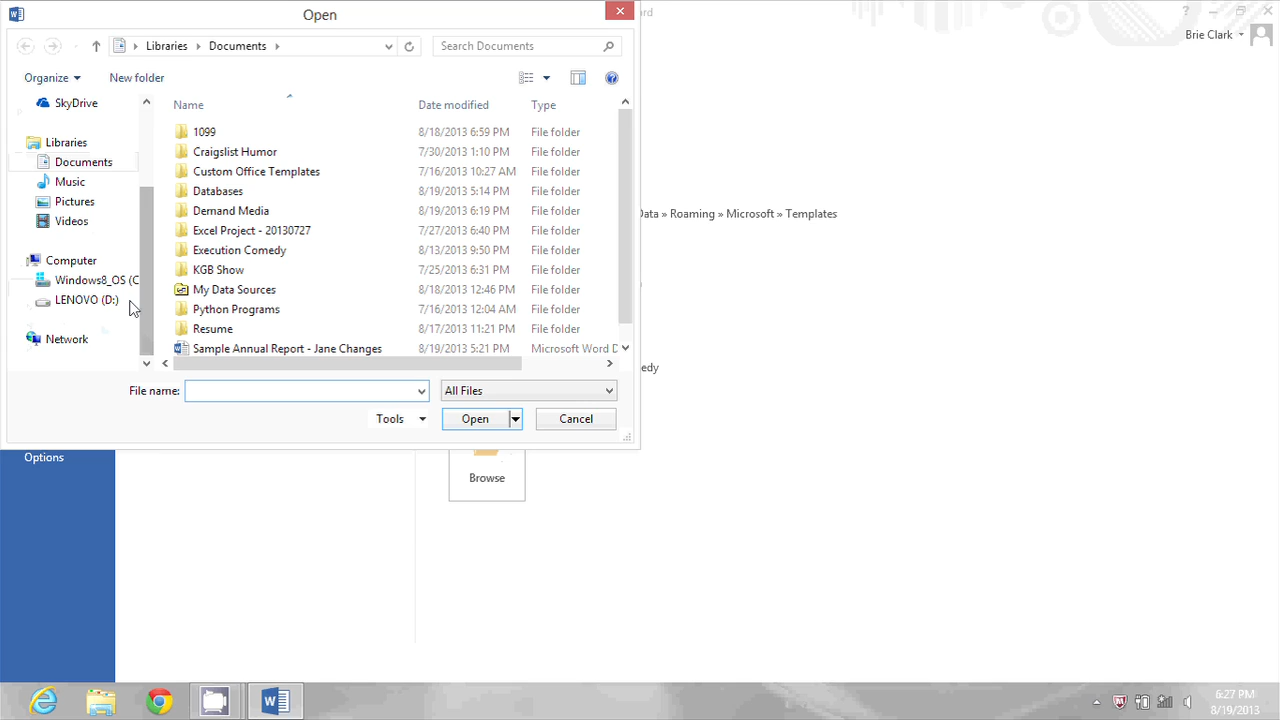 Open
ard
Brie Clark
Libraries Documents
Search Documents
Organize New folder
SkyDrive
Libraries
Documents
Music
Pictures
Videos
Computer
Windows8_OS (C
LENOVO (D:)
Network
Name Date modified Type
1099 8/18/2013 6:59 PM File folder
Craigslist Humor 7/30/2013 1:10 PM File folder
Custom Office Templates 7/16/2013 10:27 AM File folder
Databases 8/19/2013 5:14 PM File folder
Demand Media 8/19/2013 6:19 PM File folder
Excel Project - 20130727 7/27/2013 6:40 PM File folder
Execution Comedy 8/13/2013 9:50 PM File folder
KGB Show 7/25/2013 6:31 PM File folder
My Data Sources 8/18/2013 12:46 PM File folder
Python Programs 7/16/2013 12:04 AM File folder
Resume 8/17/2013 11:21 PM File folder
Sample Annual Report - Jane Changes 8/19/2013 5:21 PM Microsoft Word D
Data » Roaming » Microsoft » Templates
edy
File name: All Files
Tools Open Cancel
Options
Browse
6:27 PM
8/19/2013